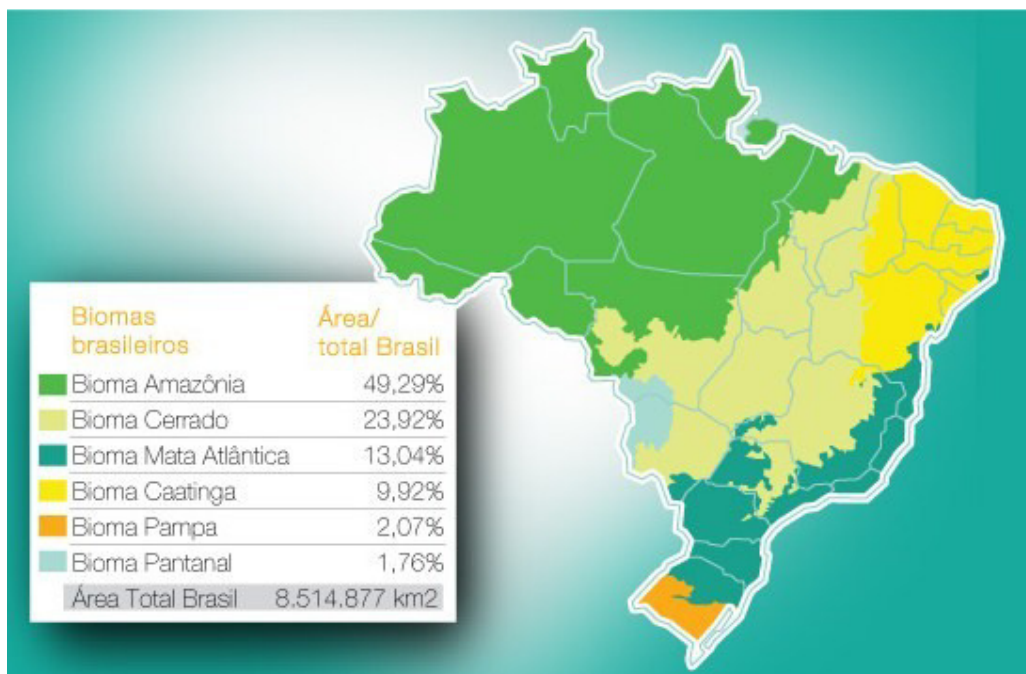 Biomas brasileiros
Área/ total Brasil
Bioma Amazônia 49,29%
Bioma Cerrado 23,92%
Bioma Mata Atlântica 13,04%
Bioma Caatinga 9,92%
Bioma Pampa 2,07%
Bioma Pantanal 1,76%
Área Total Brasil 8.514.877 km2